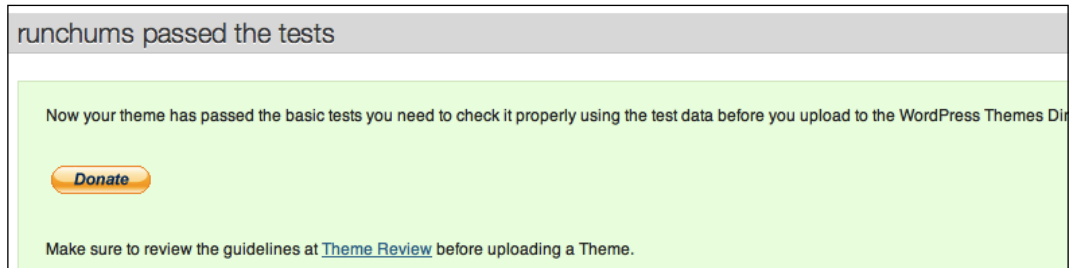 runchums passed the tests
Now your theme has passed the basic tests you need to check it properly using the test data before you upload to the WordPress Themes Dir
Donate
Make sure to review the guidelines at Theme Review before uploading a Theme.